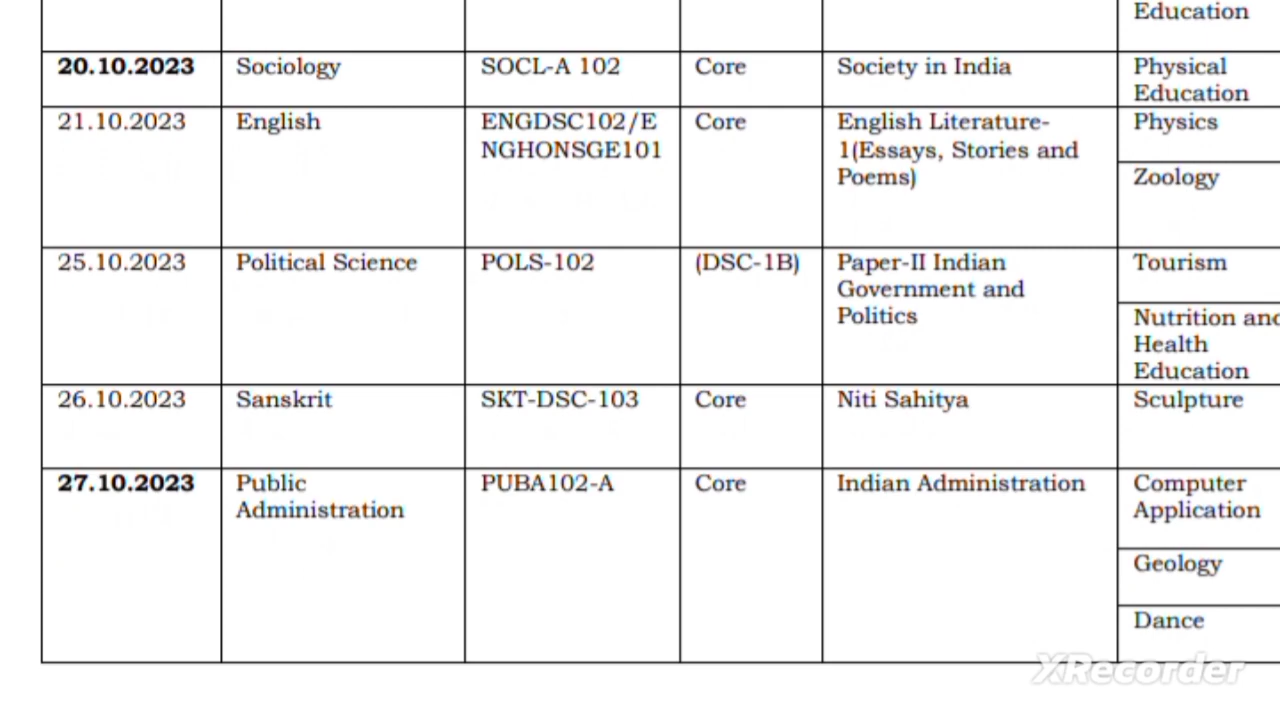 Education
20.10.2023 Sociology SOCL-A 102 Core Society in India Physical
Education
21.10.2023 English ENGDSC102/E Core English Literature- Physics
NGHONSGE101 1(Essays, Stories and
Poems) Zoology
25.10.2023 Political Science POLS-102 (DSC-1B) Paper-II Indian Tourism
Government and
Politics Nutrition and
Health
Education
26.10.2023 Sanskrit SKT-DSC-103 Core Niti Sahitya Sculpture
27.10.2023 Public PUBA102-A Core Indian Administration Computer
Administration Application
Geology
Dance
XRecorder